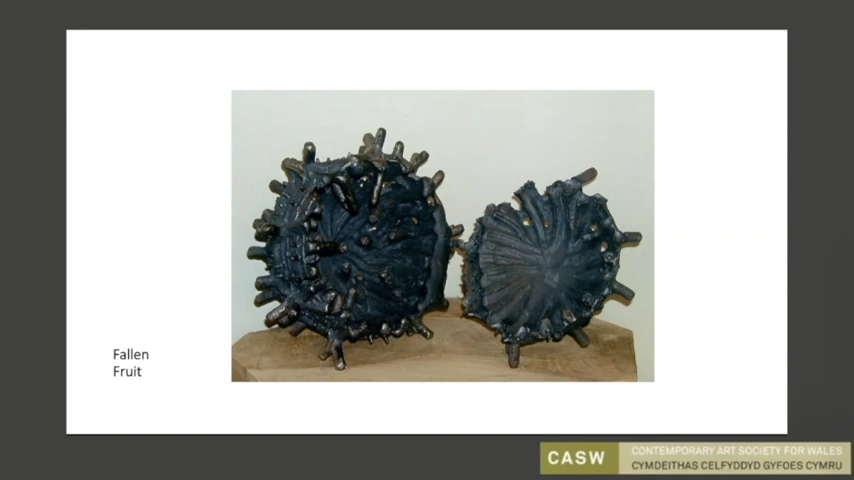 Fallen
Fruit
CASW
CONTEMPORARY ART SOCIETY FOR WALES
CYMDEITHAS CELFYDDYD GYFOES CYMRU